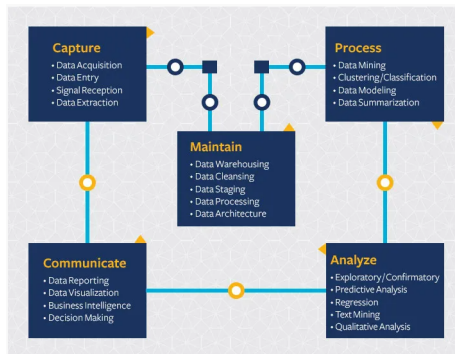 Capture
• Data Acquisition
• Data Entry
• Signal Reception
• Data Extraction
Process
• Data Mining
• Clustering/Classification
• Data Modeling
• Data Summarization
Maintain
• Data Warehousing
• Data Cleansing
• Data Staging
• Data Processing
• Data Architecture
Communicate
• Data Reporting
• Data Visualization
• Business Intelligence
• Decision Making
Analyze
• Exploratory/Confirmatory
• Predictive Analysis
• Regression
• Text Mining
• Qualitative Analysis